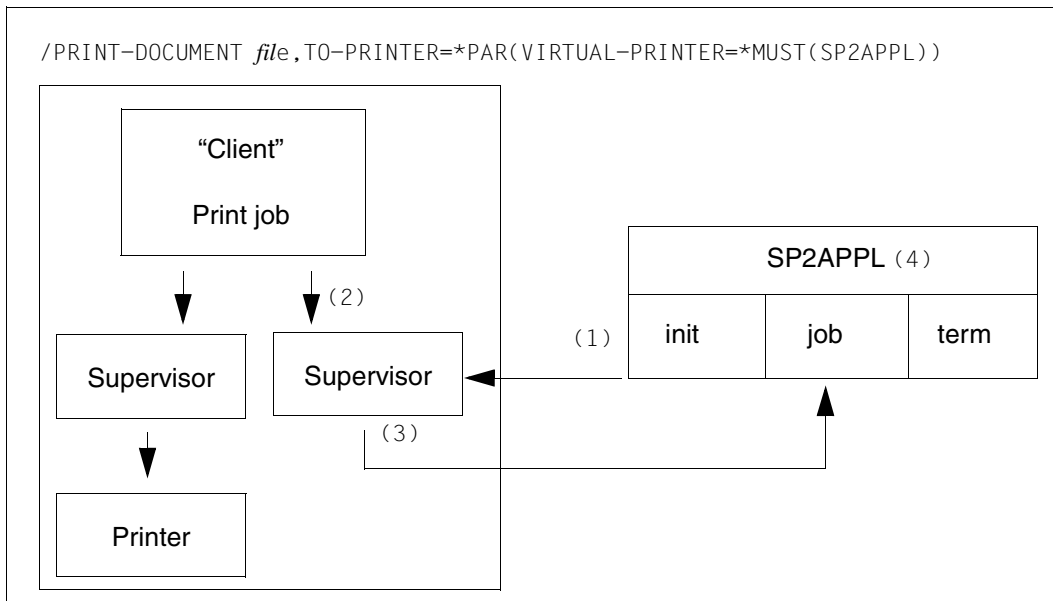 /PRINT-DOCUMENT file,TO-PRINTER=*PAR(VIRTUAL-PRINTER=*MUST(SP2APPL))
“Client”
Print job
(2)
SP2APPL (4)
(1)
init
job
term
Supervisor
Supervisor
(3)
Printer